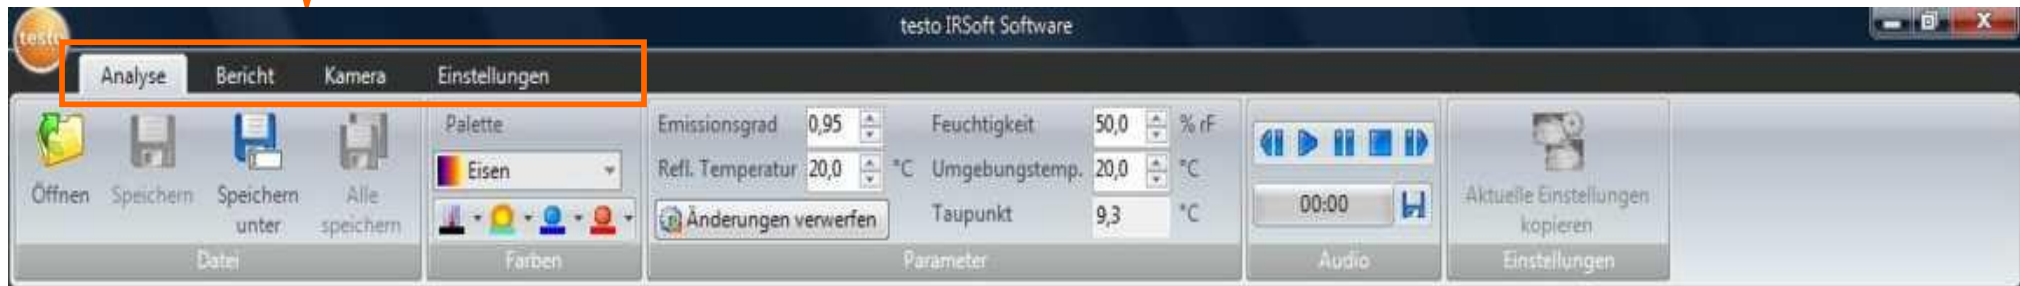 testo
testo IRSoft Software
Analyse Bericht Kamera Einstellungen
Öffnen
Speichern
Speichern
unter
Alle
speichern
Datei
Palette
Eisen
Farben
Emissionsgrad 0,95 Feuchtigkeit 50,0 % rF
Refl. Temperatur 20,0 °C Umgebungstemp. 20,0 °C
Änderungen verwerfen Taupunkt 9,3 °C
Parameter
00:00
Audio
Aktuelle Einstellungen
kopieren
Einstellungen